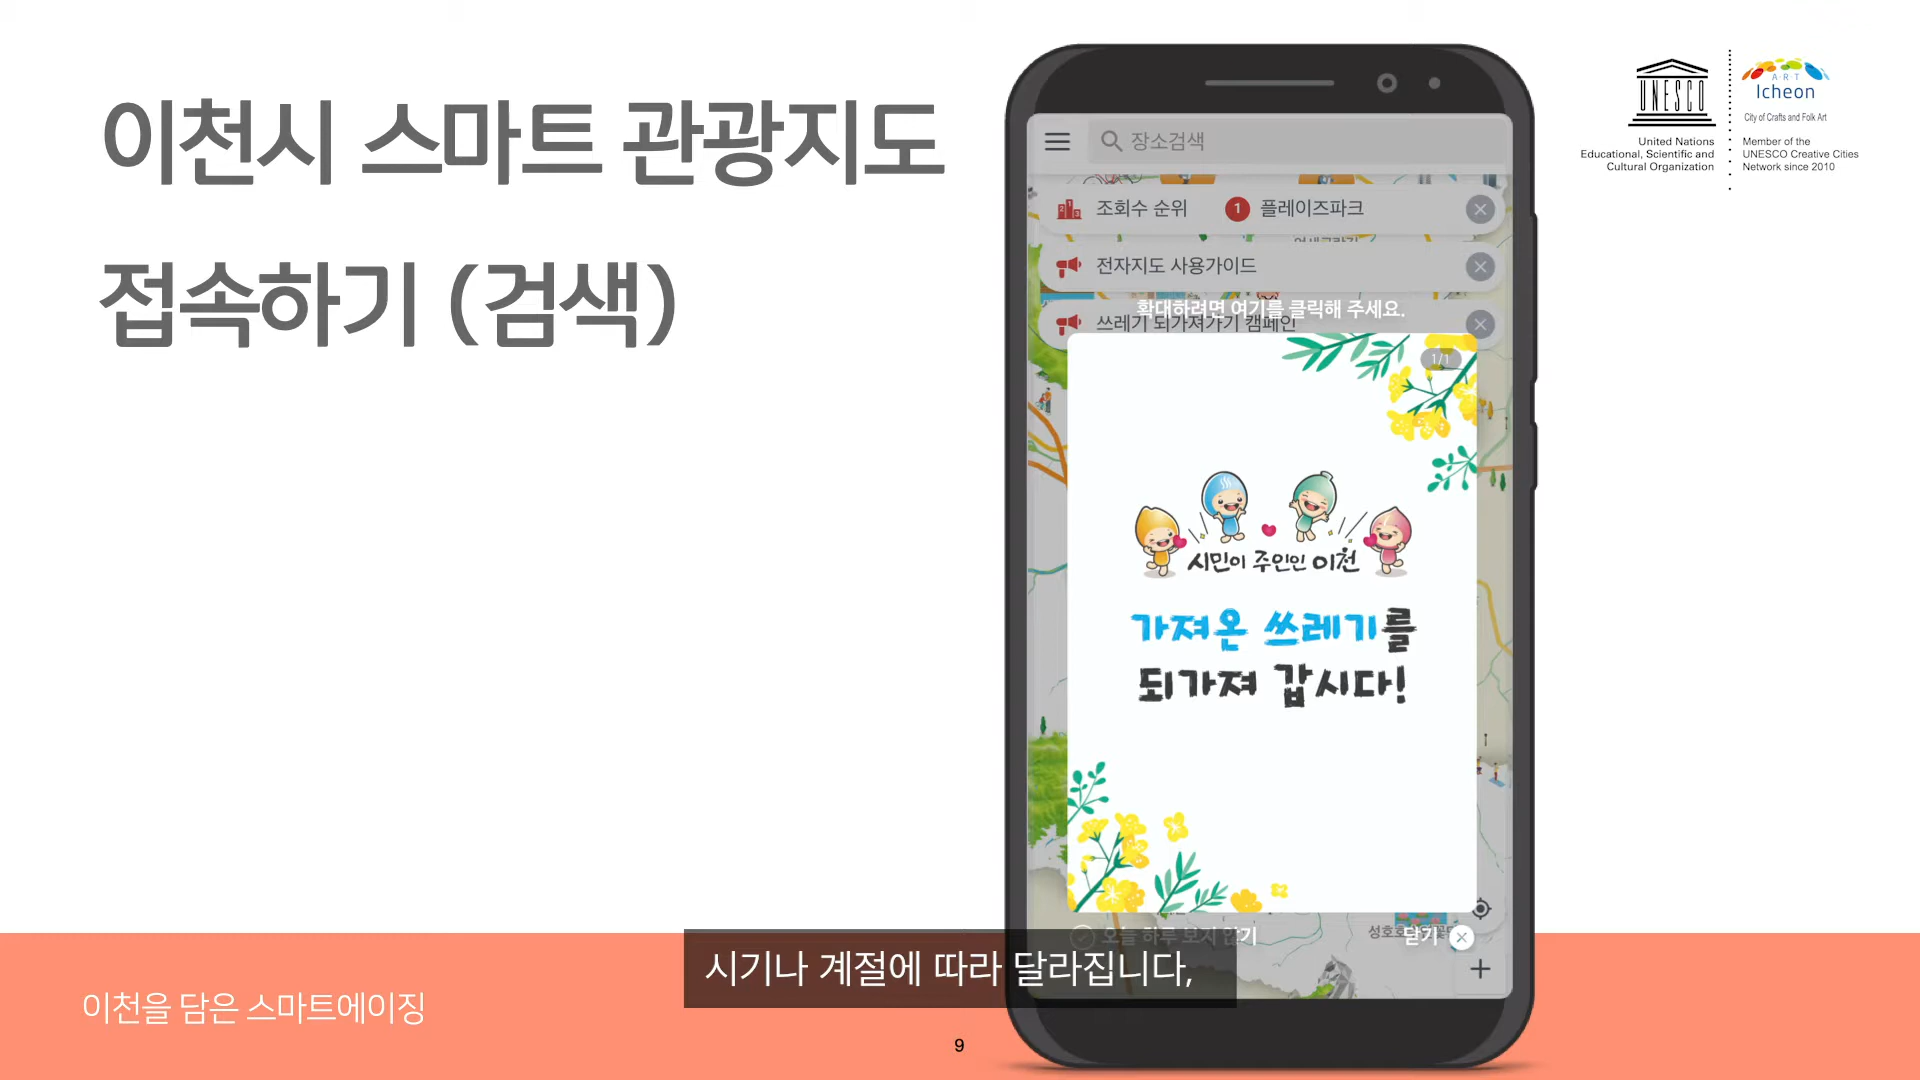 이천시 스마트 관광지도
접속하기 (검색)
UNESCO
United Nations
Educational, Scientific and
Cultural Organization
ART
Icheon
City of Crafts and Folk Art
Member of the
UNESCO Creative Cities
Network since 2010
장소검색
조회수 순위 1 플레이즈파크
전자지도 사용가이드
확대하려면 여기를 클릭해 주세요.
쓰레기 되가져가기 캠페인
1/1
시민이 주인인 이천
가져온 쓰레기를
되가져 갑시다!
오늘 하루 보지 않기
닫기
시기나 계절에 따라 달라집니다,
이천을 담은 스마트에이징
9